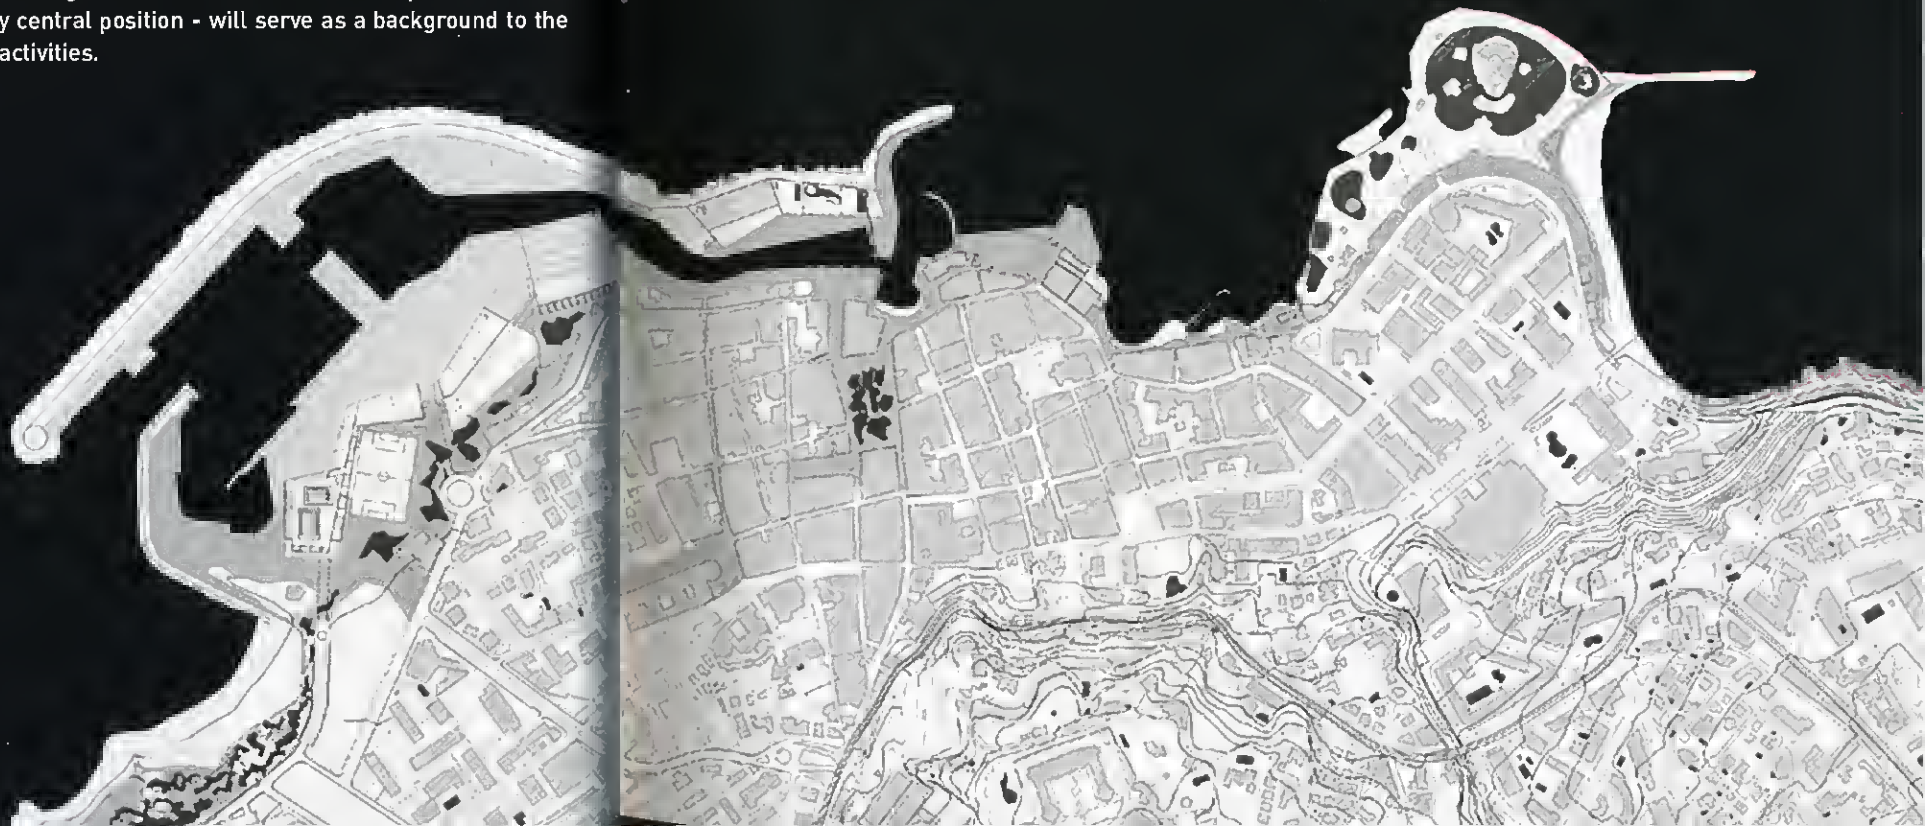 y central position - will serve as a background to the
activities.